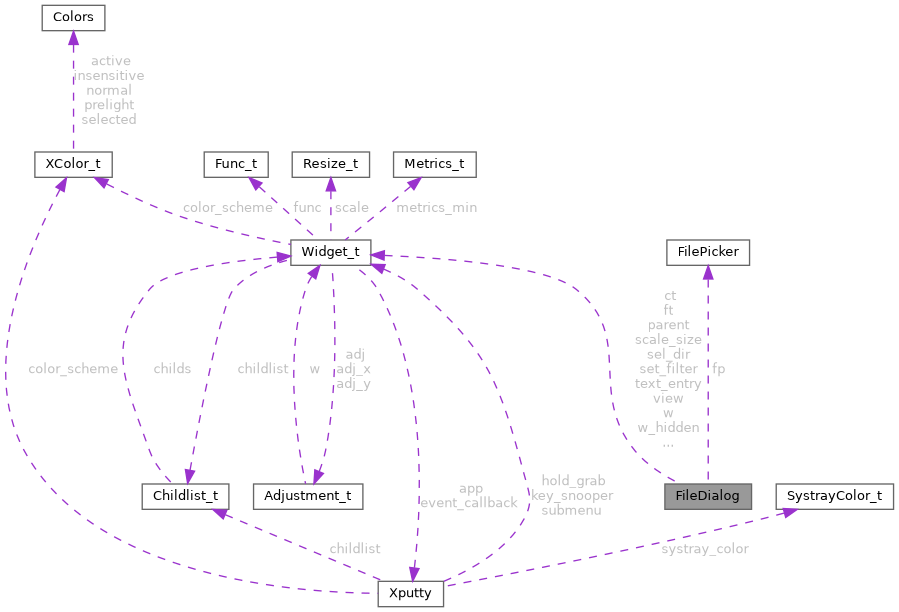 Colors
active
insensitive
normal
prelight
selected
XColor_t
Func_t
Resize_t
Metrics_t
color_scheme
func
scale
metrics_min
Widget_t
FilePicker
ct
ft
parent
scale_size
sel_dir
set_filter
text_entry
view
w
w_hidden
...
fp
color_scheme
childs
childlist
w
adj
adj_x
adj_y
app
event_callback
hold_grab
key_snooper
submenu
Childlist_t
Adjustment_t
FileDialog
SystrayColor_t
childlist
systray_color
Xputty